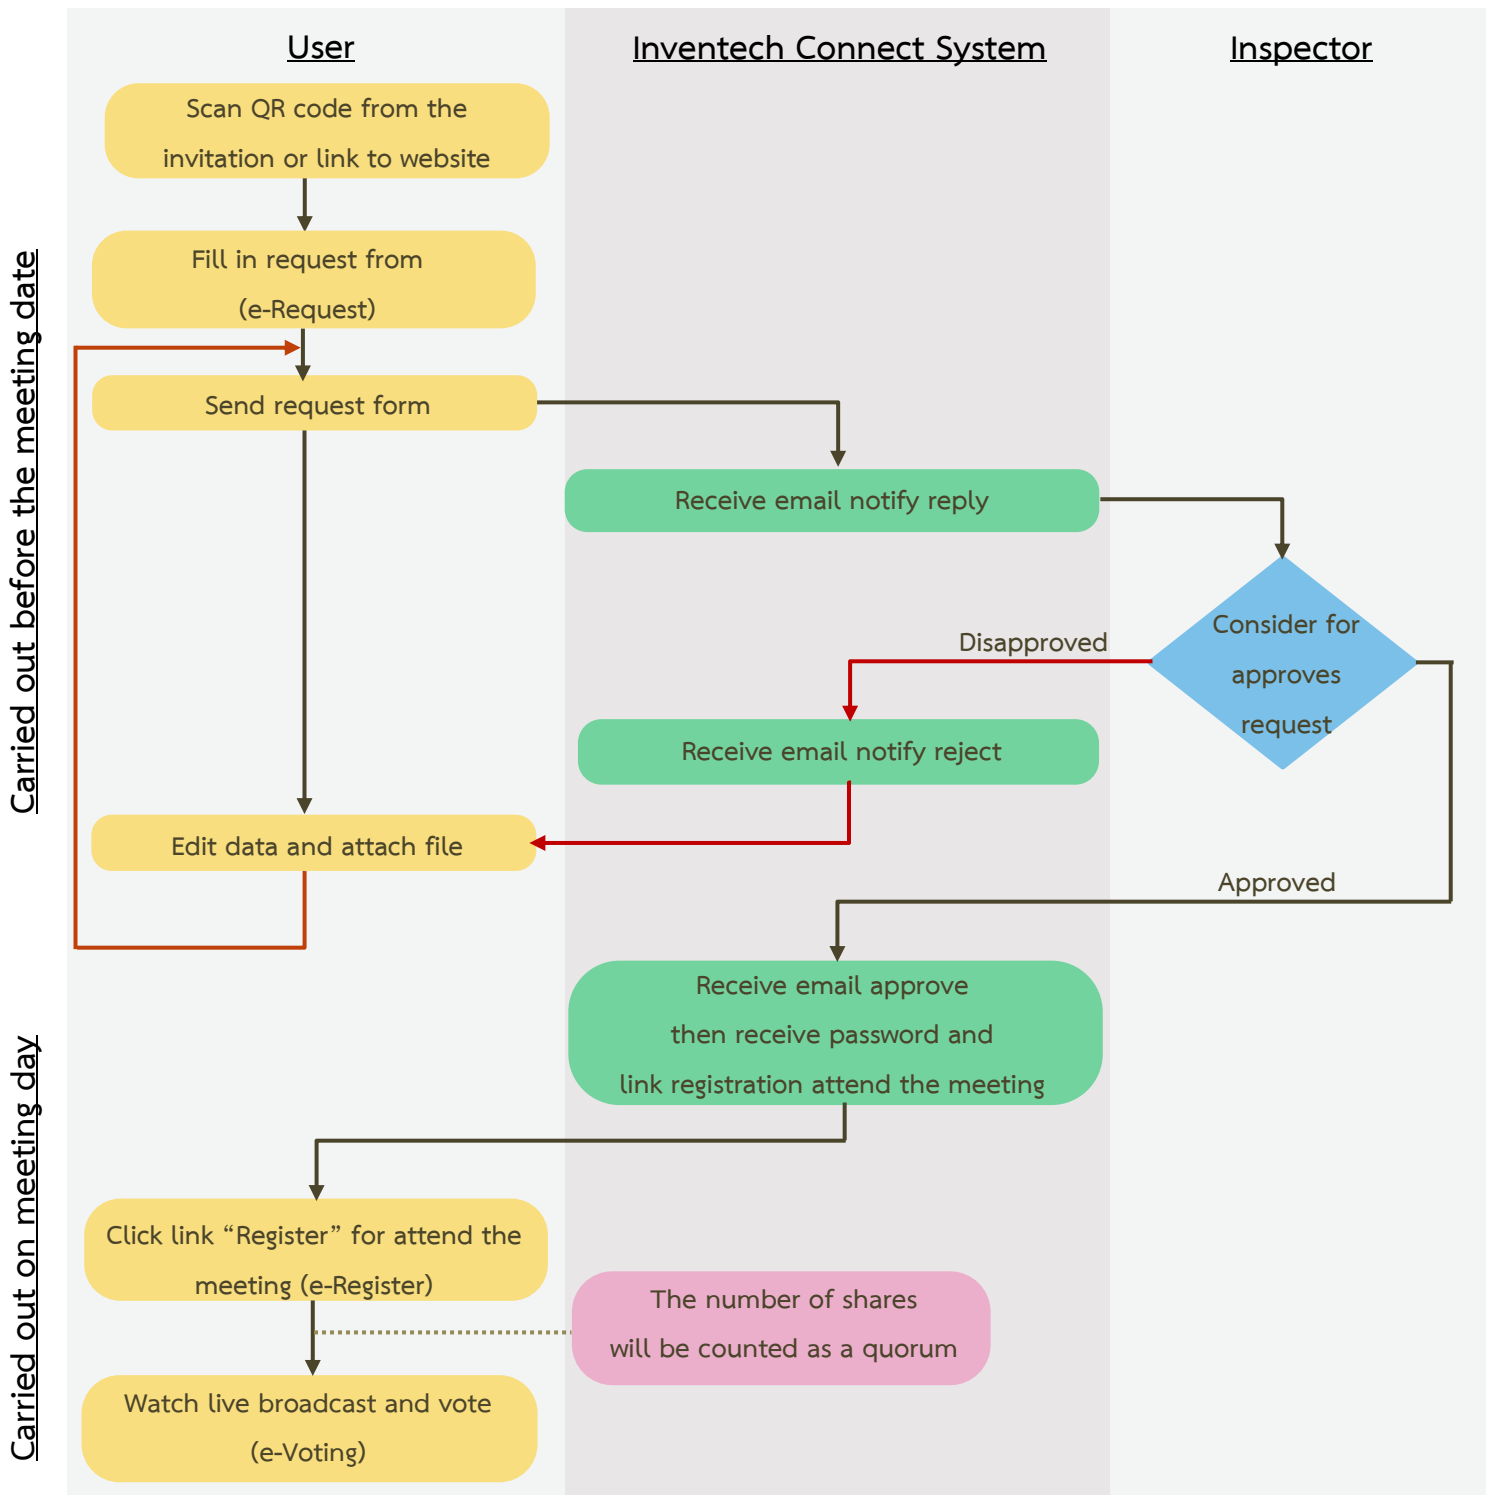 User
Inventech Connect System
Inspector
Carried out before the meeting date
Scan QR code from the
invitation or link to website
Fill in request from
(e-Request)
Send request form
Receive email notify reply
Consider for
approves
request
Disapproved
Receive email notify reject
Edit data and attach file
Approved
Receive email approve
then receive password and
link registration attend the meeting
Carried out on meeting day
Click link “Register” for attend the
meeting (e-Register)
The number of shares
will be counted as a quorum
Watch live broadcast and vote
(e-Voting)